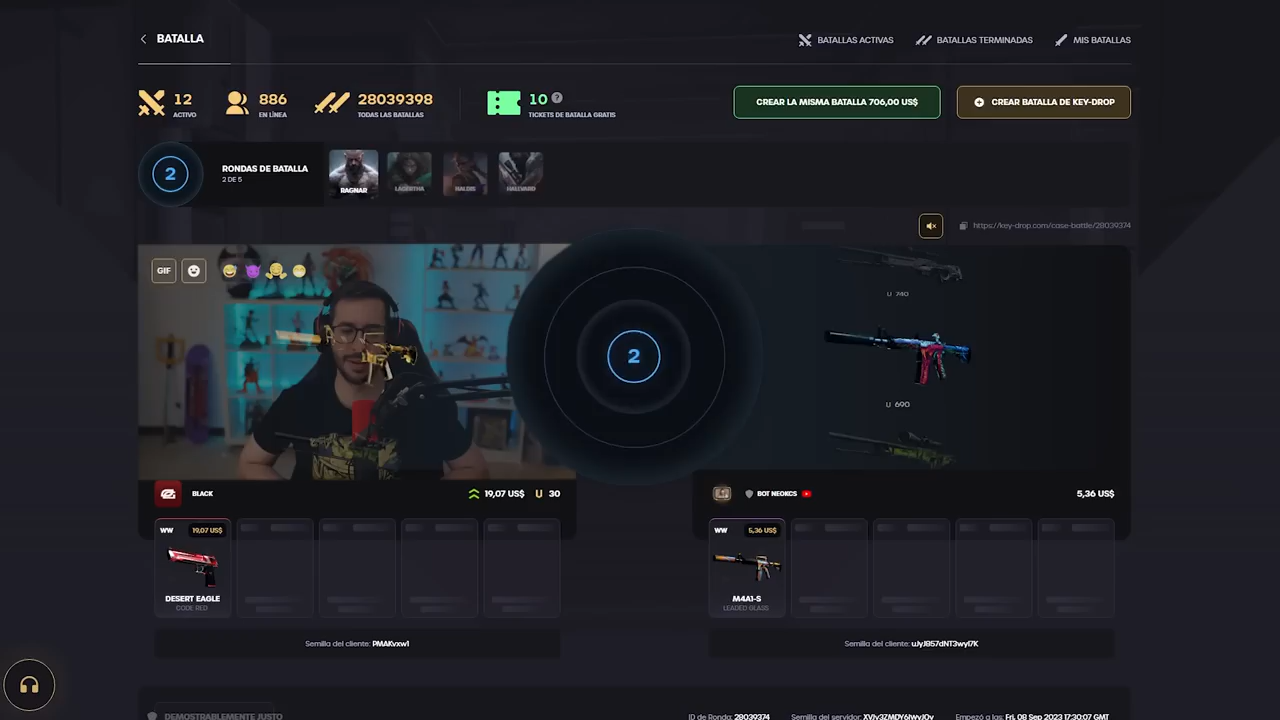 BATALLA
BATALLAS ACTIVAS
BATALLAS TERMINADAS
MIS BATALLAS
12
ACTIVO
886
EN LÍNEA
28039398
TODAS LAS BATALLAS
10 ?
TICKETS DE BATALLA GRATIS
CREAR LA MISMA BATALLA 706,00 US$
CREAR BATALLA DE KEY-DROP
2
RONDAS DE BATALLA
2 DE 5
RAGNAR
LAGERTHA
HALDIS
HALLVARD
https://key-drop.com/case-battle/28039374
GIF
740
2
690
BLACK
19,07 US$
30
BOT NEOKCS
5,36 US$
WW
19,07 US$
DESERT EAGLE
CODE RED
WW
5,36 US$
M4A1-S
LEADED GLASS
Semilla del cliente: PMAKvxw1
DEMOSTRABLEMENTE JUSTO
ID de Ronda: 28039374
Semilla del servidor:
Empezó a las: Fri, 08 Sep 2023 17:30:07 GMT